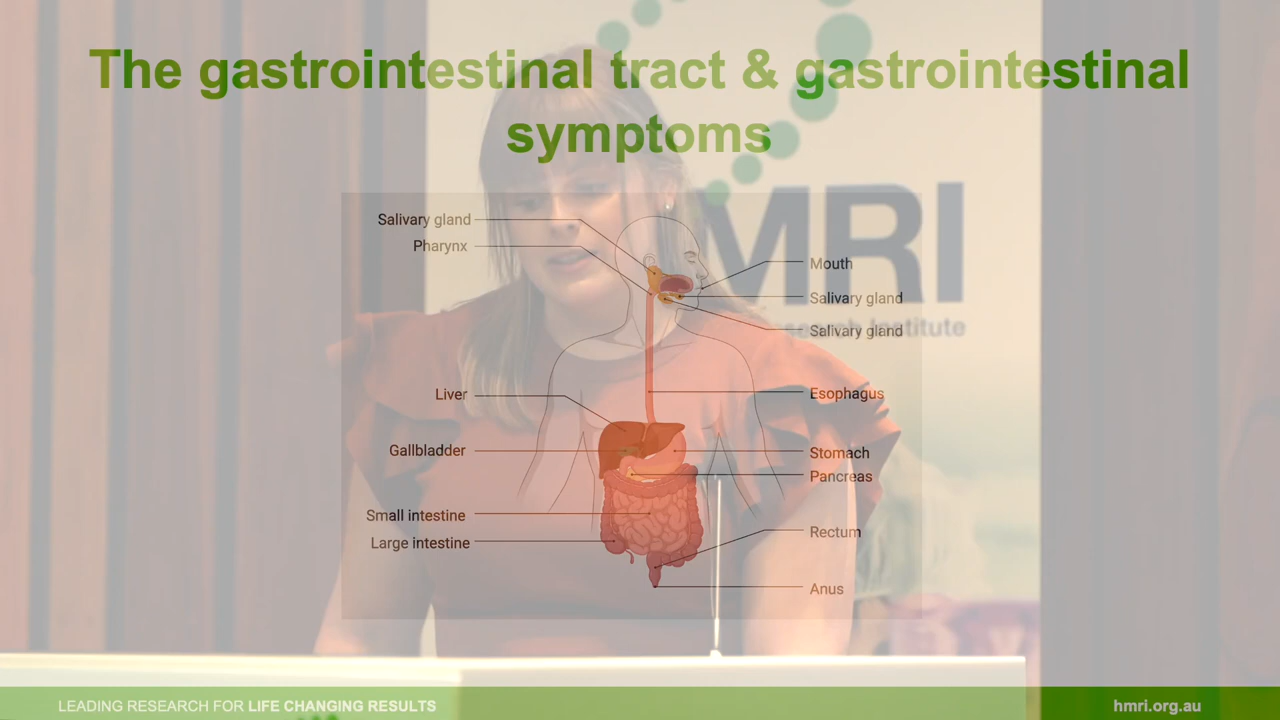 The gastrointestinal tract & gastrointestinal
symptoms
Salivary gland
Pharynx
Mouth
Salivary gland
Salivary gland
Liver
Esophagus
Gallbladder
Stomach
Pancreas
Small intestine
Rectum
Large intestine
Anus
MRI
Institute
LEADING RESEARCH FOR LIFE CHANGING RESULTS
hmri.org.au